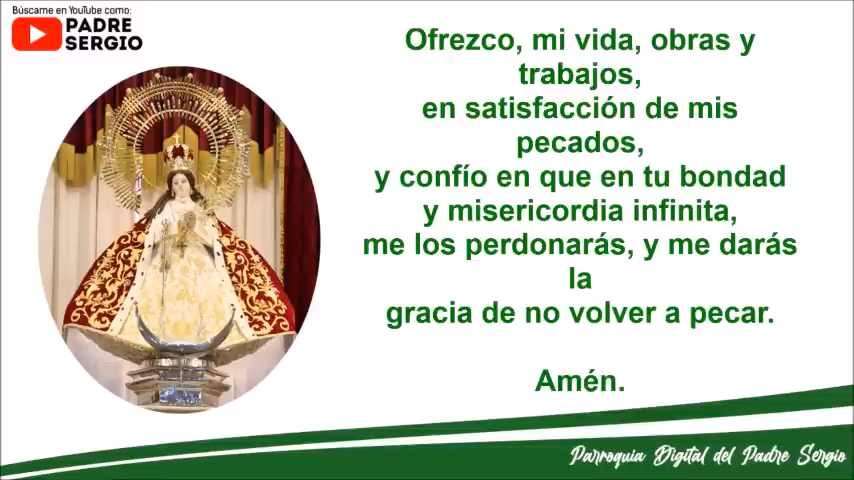 Búscame en YouTube como:
PADRE
SERGIO
Ofrezco, mi vida, obras y
trabajos,
en satisfacción de mis
pecados,
y confío en que en tu bondad
y misericordia infinita,
me los perdonarás, y me darás
la
gracia de no volver a pecar.
Amén.
Parroquia Digital del Padre Sergio